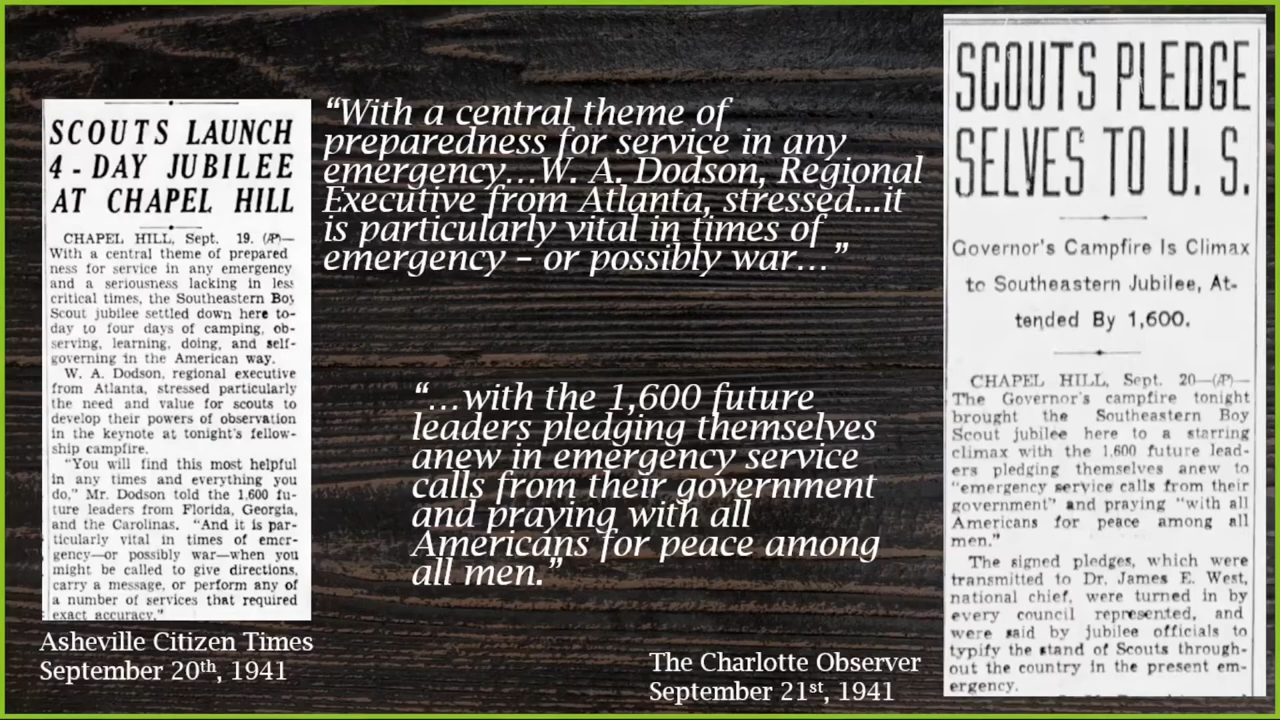 SCOUTS LAUNCH
4-DAY JUBILEE
AT CHAPEL HILL
CHAPEL HILL, Sept. 19. (AP)—
With a central theme of prepared
ness for service in any emergency
and a seriousness lacking in less
critical times, the Southeastern Boy
Scout jubilee settled down here to-
day to four days of camping, ob-
serving, learning, doing, and self-
governing in the American way.
W. A. Dodson, regional executive
from Atlanta, stressed particularly
the need and value for scouts to
develop their powers of observation
in the keynote at tonight's fellow-
ship campfire.
"You will find this most helpful
in any times and everything you
do," Mr. Dodson told the 1,600 fu-
ture leaders from Florida, Georgia,
and the Carolinas. "And it is par-
ticularly vital in times of emer-
gency—or possibly war—when you
might be called to give directions,
carry a message, or perform any of
a number of services that required
exact accuracy."
Asheville Citizen Times
September 20th, 1941
“With a central theme of
preparedness for service in any
emergency…W. A. Dodson, Regional
Executive from Atlanta, stressed...it
is particularly vital in times of
emergency – or possibly war…”
“…with the 1,600 future
leaders pledging themselves
anew in emergency service
calls from their government
and praying with all
Americans for peace among
all men.”
The Charlotte Observer
September 21st, 1941
SCOUTS PLEDGE
SELVES TO U. S.
Governor's Campfire Is Climax
to Southeastern Jubilee, At-
tended By 1,600.
CHAPEL HILL, Sept. 20—(AP)—
The Governor's campfire tonight
brought the Southeastern Boy
Scout jubilee here to a starring
climax with the 1,600 future lead-
ers pledging themselves anew to
"emergency service calls from their
government" and praying "with all
Americans for peace among all
men."
The signed pledges, which were
transmitted to Dr. James E. West,
national chief, were turned in by
every council represented, and
were said by jubilee officials to
typify the stand of Scouts through-
out the country in the present em-
ergency.